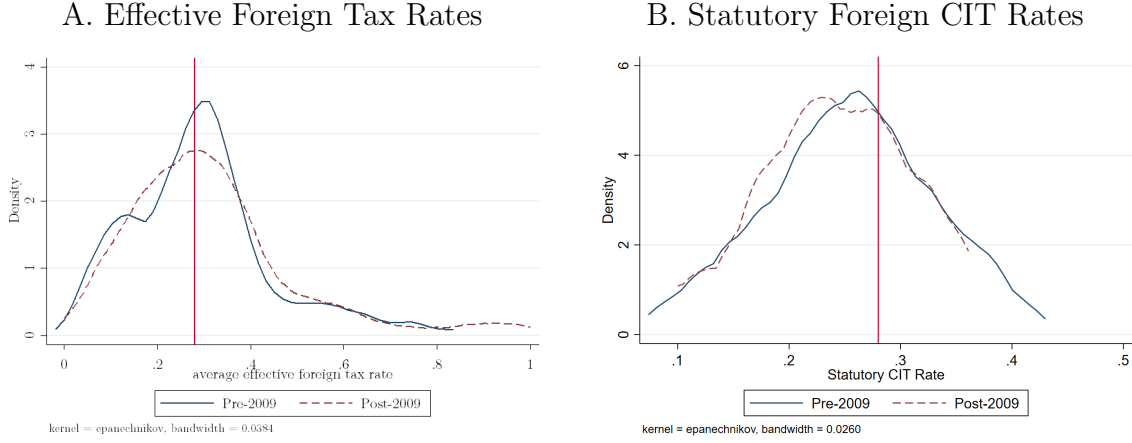 A. Effective Foreign Tax Rates
4
3
2
1
0
Density
0
.2
.4
.6
.8
1
average effective foreign tax rate
Pre-2009
Post-2009
kernel = epanechnikov, bandwidth = 0.0384
B. Statutory Foreign CIT Rates
6
4
2
0
Density
.1
.2
.3
.4
.5
Statutory CIT Rate
Pre-2009
Post-2009
kernel = epanechnikov, bandwidth = 0.0260